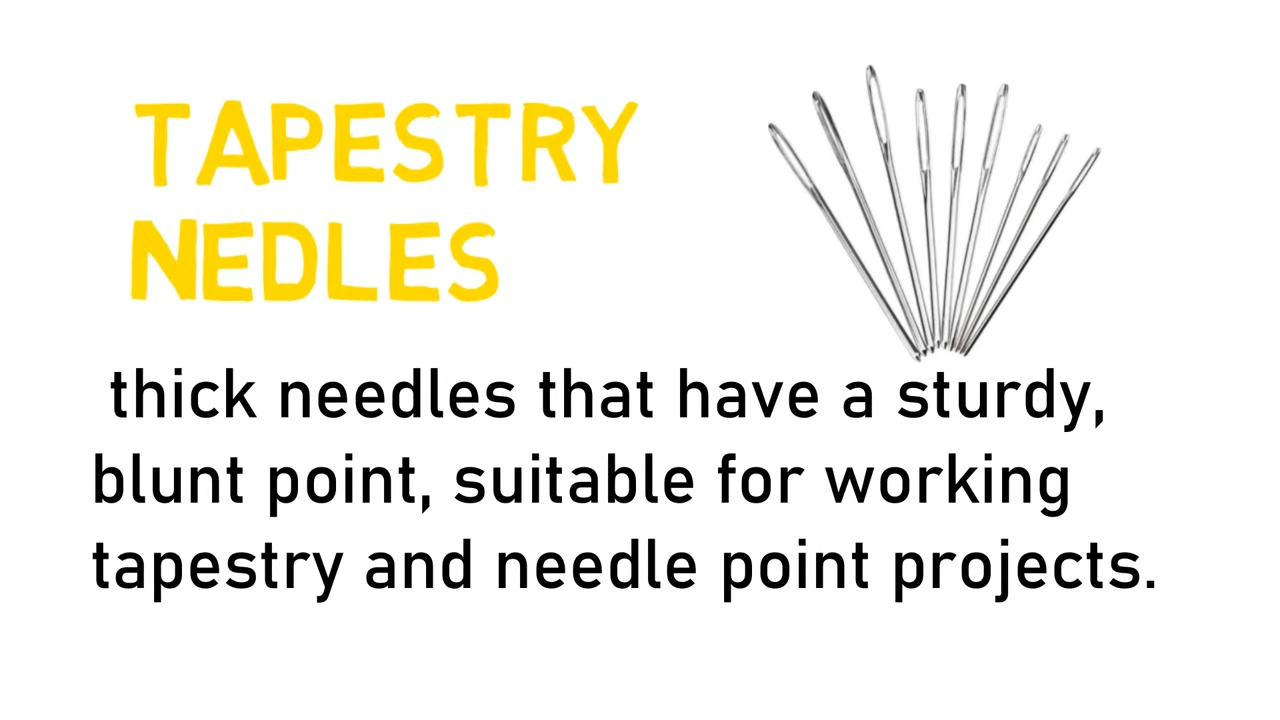 TAPESTRY
NEDLES
thick needles that have a sturdy,
blunt point, suitable for working
tapestry and needle point projects.